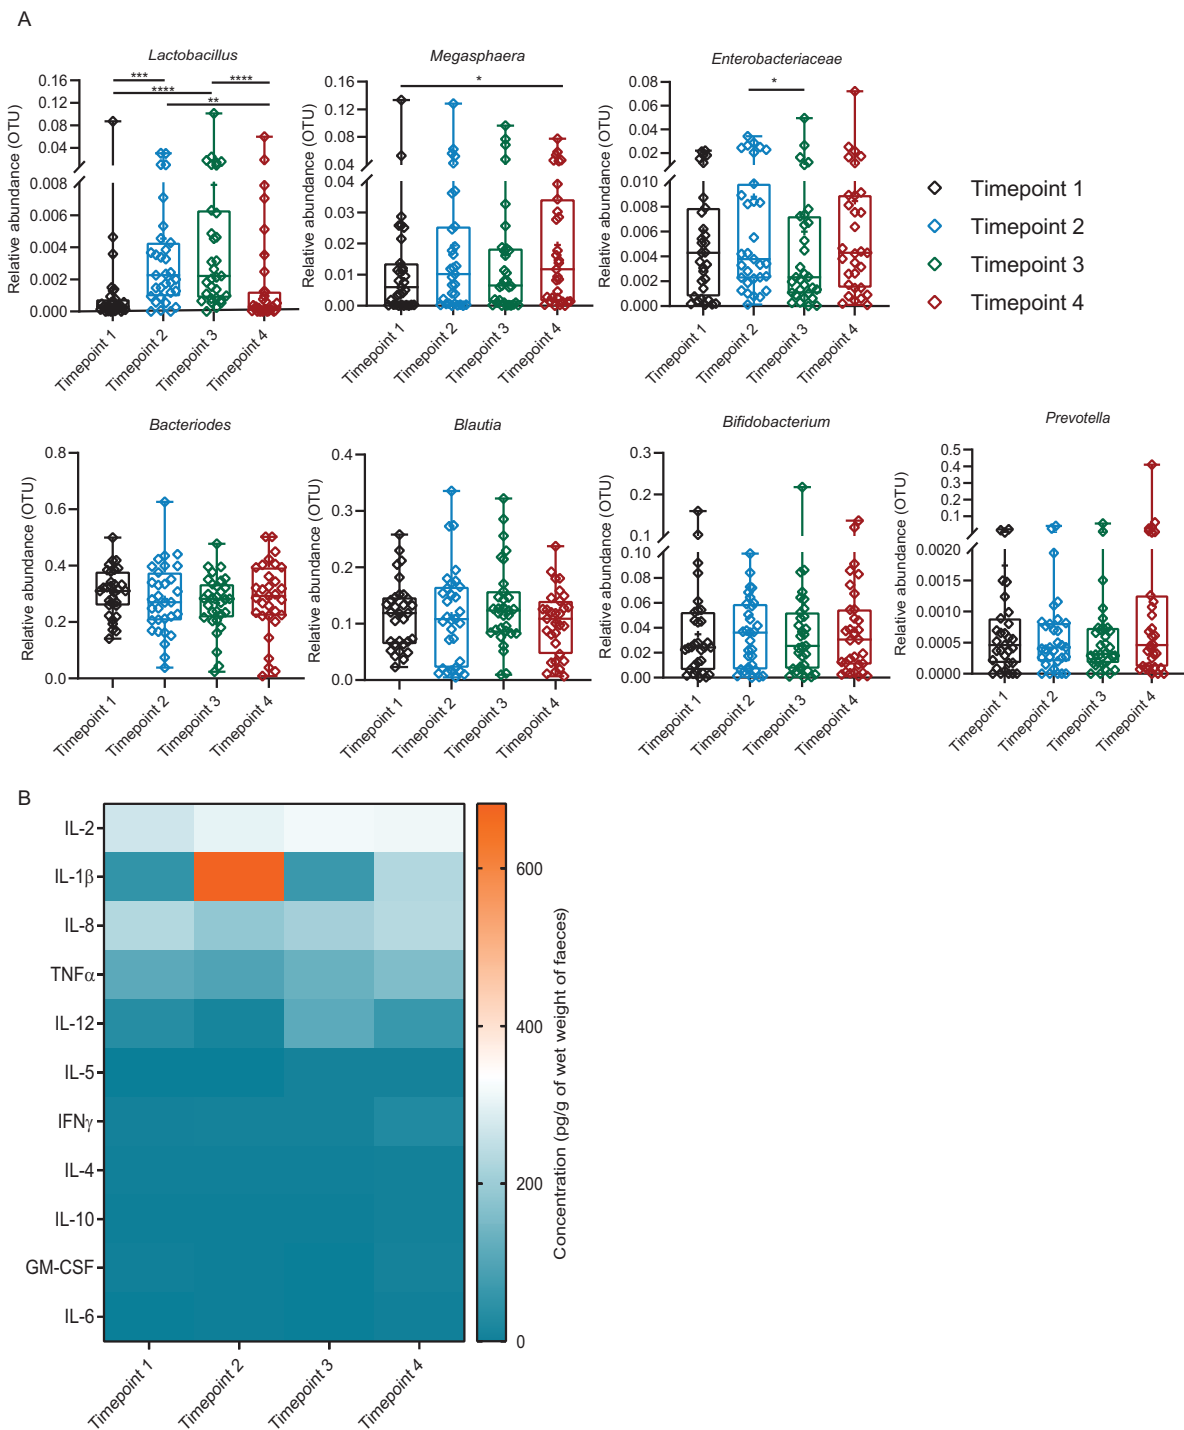 A
Lactobacillus
Relative abundance (OTU)
0.16
0.12
0.08
0.04
0.008
0.006
0.004
0.002
0.000
***
****
****
**
Timepoint 1
Timepoint 2
Timepoint 3
Timepoint 4
Megasphaera
Relative abundance (OTU)
0.16
0.12
0.08
0.04
0.04
0.03
0.02
0.01
0.00
*
Timepoint 1
Timepoint 2
Timepoint 3
Timepoint 4
Enterobacteriaceae
Relative abundance (OTU)
0.08
0.06
0.04
0.02
0.010
0.008
0.006
0.004
0.002
0.000
*
Timepoint 1
Timepoint 2
Timepoint 3
Timepoint 4
Timepoint 1
Timepoint 2
Timepoint 3
Timepoint 4
Bacteriodes
Relative abundance (OTU)
0.8
0.6
0.4
0.2
0.0
Timepoint 1
Timepoint 2
Timepoint 3
Timepoint 4
Blautia
Relative abundance (OTU)
0.4
0.3
0.2
0.1
0.0
Timepoint 1
Timepoint 2
Timepoint 3
Timepoint 4
Bifidobacterium
Relative abundance (OTU)
0.3
0.2
0.1
0.10
0.08
0.06
0.04
0.02
0.00
Timepoint 1
Timepoint 2
Timepoint 3
Timepoint 4
Prevotella
Relative abundance (OTU)
0.5
0.4
0.3
0.2
0.1
0.0020
0.0015
0.0010
0.0005
0.0000
Timepoint 1
Timepoint 2
Timepoint 3
Timepoint 4
B
IL-2
IL-1β
IL-8
TNFα
IL-12
IL-5
IFNγ
IL-4
IL-10
GM-CSF
IL-6
Timepoint 1
Timepoint 2
Timepoint 3
Timepoint 4
600
400
200
0
Concentration (pg/g of wet weight of faeces)